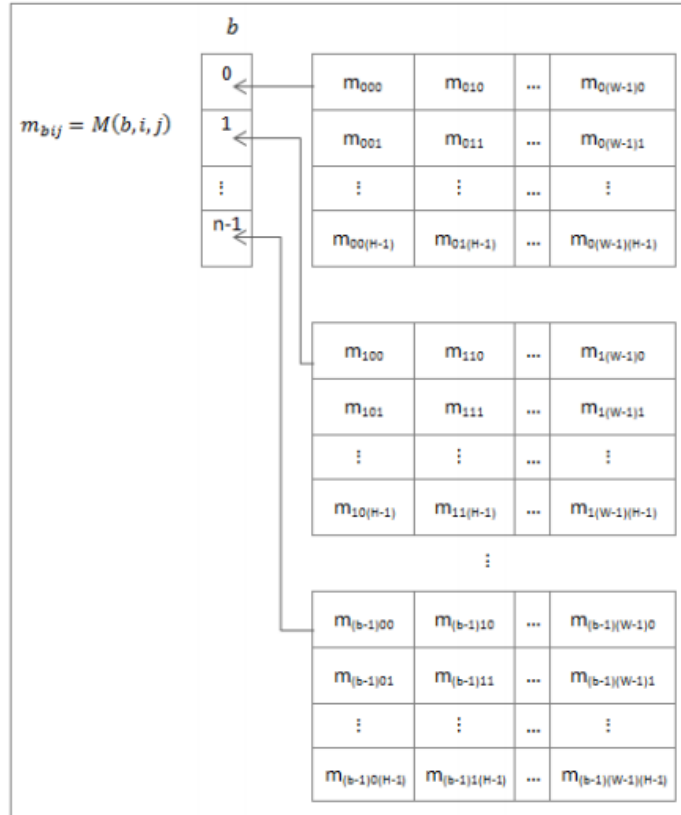 b
0
m₀₀₀ m₀₁₀ ... m₀₍W₋₁₎₀
m_{bij} = M(b, i, j)
1
m₀₀₁ m₀₁₁ ... m₀₍W₋₁₎₁
⋮ ⋮ ⋮ ... ⋮
n-1
m₀₀₍H₋₁₎ m₀₁₍H₋₁₎ ... m₀₍W₋₁₎₍H₋₁₎
m₁₀₀ m₁₁₀ ... m₁₍W₋₁₎₀
m₁₀₁ m₁₁₁ ... m₁₍W₋₁₎₁
⋮ ⋮ ... ⋮
m₁₀₍H₋₁₎ m₁₁₍H₋₁₎ ... m₁₍W₋₁₎₍H₋₁₎
⋮
m₍b₋₁₎₀₀ m₍b₋₁₎₁₀ ... m₍b₋₁₎₍W₋₁₎₀
m₍b₋₁₎₀₁ m₍b₋₁₎₁₁ ... m₍b₋₁₎₍W₋₁₎₁
⋮ ⋮ ... ⋮
m₍b₋₁₎₀₍H₋₁₎ m₍b₋₁₎₁₍H₋₁₎ ... m₍b₋₁₎₍W₋₁₎₍H₋₁₎